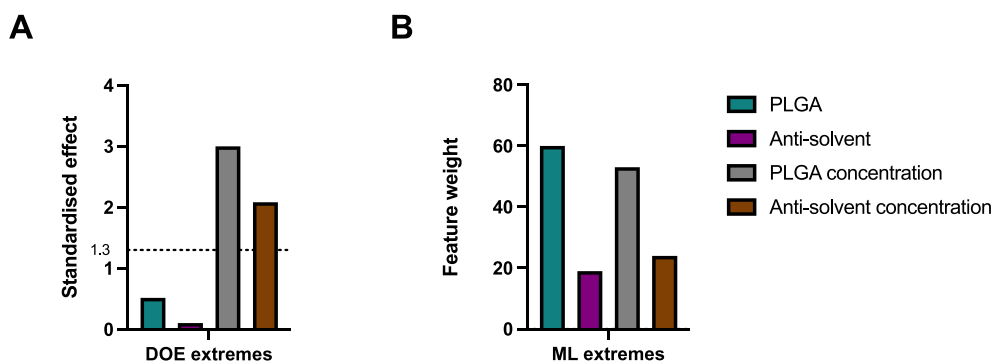 A
Standardised effect
4
3
2
1.3
1
0
DOE extremes
B
Feature weight
80
60
40
20
0
ML extremes
PLGA
Anti-solvent
PLGA concentration
Anti-solvent concentration